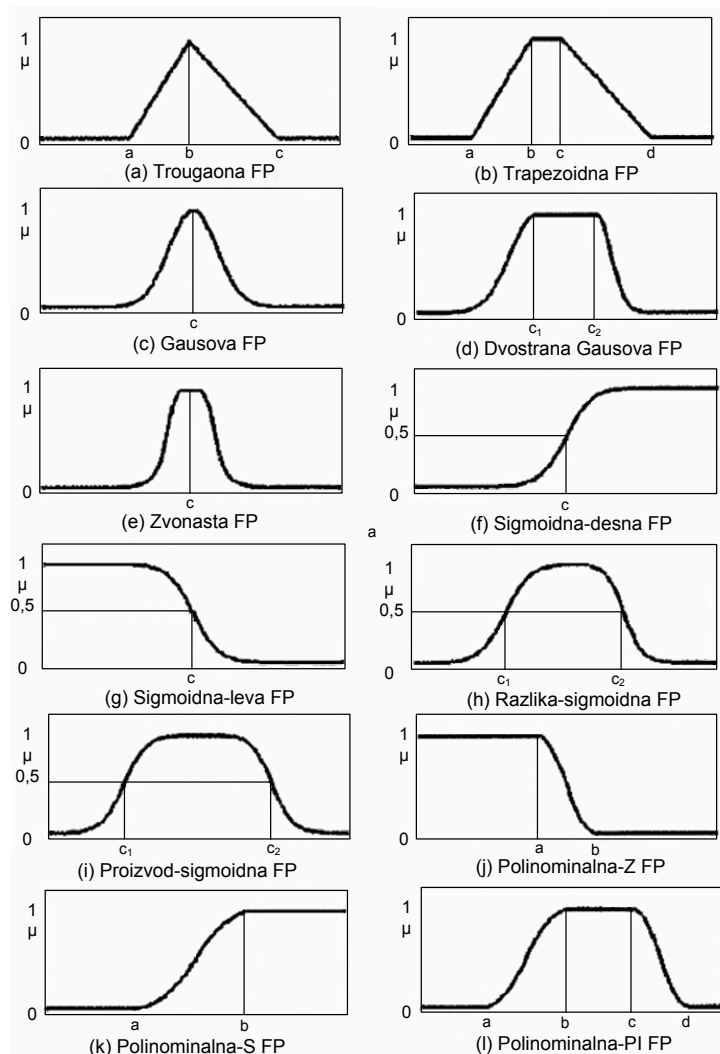 1
µ
0
a b c
(a) Trougaona FP
1
µ
0
a b c d
(b) Trapezoidna FP
1
µ
0
c
(c) Gausova FP
1
µ
0
c₁ c₂
(d) Dvostrana Gausova FP
1
µ
0
c
(e) Zvonasta FP
1
µ
0,5
0
c
(f) Sigmoidna-desna FP
a
1
µ
0,5
0
c
(g) Sigmoidna-leva FP
1
µ
0,5
0
c₁ c₂
(h) Razlika-sigmoidna FP
1
µ
0,5
0
c₁ c₂
(i) Proizvod-sigmoidna FP
1
µ
0
a b
(j) Polinominalna-Z FP
1
µ
0
a b
(k) Polinominalna-S FP
1
µ
0
a b c d
(l) Polinominalna-PI FP